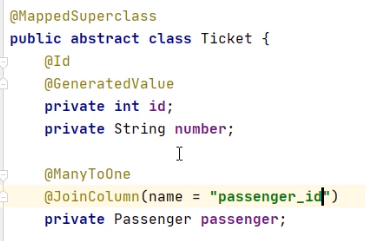 @MappedSuperclass
public abstract class Ticket {
@Id
@GeneratedValue
private int id;
private String number;
@ManyToOne
@JoinColumn(name = "passenger_id")
private Passenger passenger;